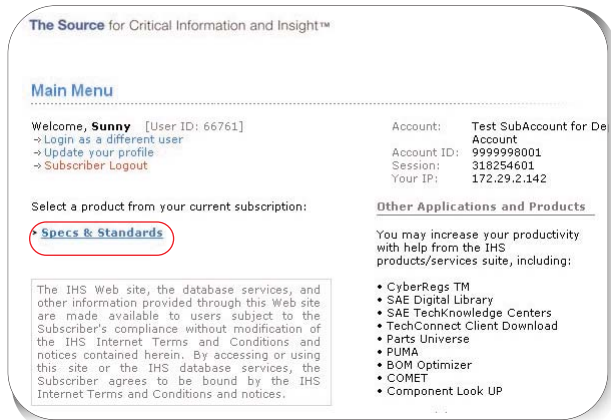 The Source for Critical Information and Insight™
Main Menu
Welcome, Sunny [User ID: 66761]
→ Login as a different user
→ Update your profile
→ Subscriber Logout
Account: Test SubAccount for De
Account
Account ID: 9999998001
Session: 318254601
Your IP: 172.29.2.142
Select a product from your current subscription:
Specs & Standards
The IHS Web site, the database services, and
other information provided through this Web site
are made available to users subject to the
Subscriber's compliance without modification of
the IHS Internet Terms and Conditions and
notices contained herein. By accessing or using
this site or the IHS database services, the
Subscriber agrees to be bound by the IHS
Internet Terms and Conditions and notices.
Other Applications and Products
You may increase your productivity
with help from the IHS
products/services suite, including:
• CyberRegs TM
• SAE Digital Library
• SAE TechKnowledge Centers
• TechConnect Client Download
• Parts Universe
• PUMA
• BOM Optimizer
• COMET
• Component Look UP